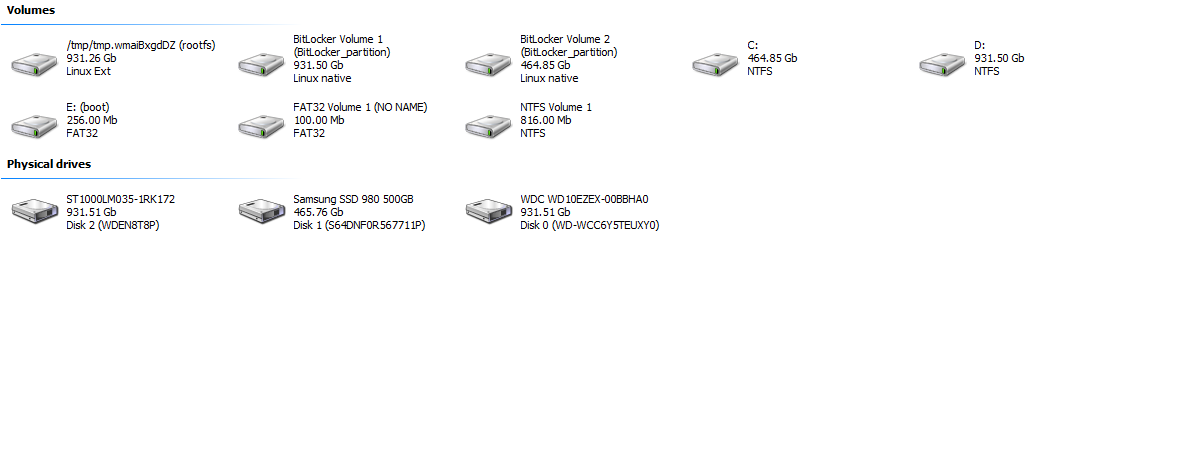 Volumes
/tmp/tmp.wmaiBxgdDZ (rootfs)
931.26 Gb
Linux Ext
BitLocker Volume 1
(BitLocker_partition)
931.50 Gb
Linux native
BitLocker Volume 2
(BitLocker_partition)
464.85 Gb
Linux native
C:
464.85 Gb
NTFS
D:
931.50 Gb
NTFS
E: (boot)
256.00 Mb
FAT32
FAT32 Volume 1 (NO NAME)
100.00 Mb
FAT32
NTFS Volume 1
816.00 Mb
NTFS
Physical drives
ST1000LM035-1RK172
931.51 Gb
Disk 2 (WDEN8T8P)
Samsung SSD 980 500GB
465.76 Gb
Disk 1 (S64DNF0R567711P)
WDC WD10EZEX-00BBHA0
931.51 Gb
Disk 0 (WD-WCC6Y5TEUXY0)